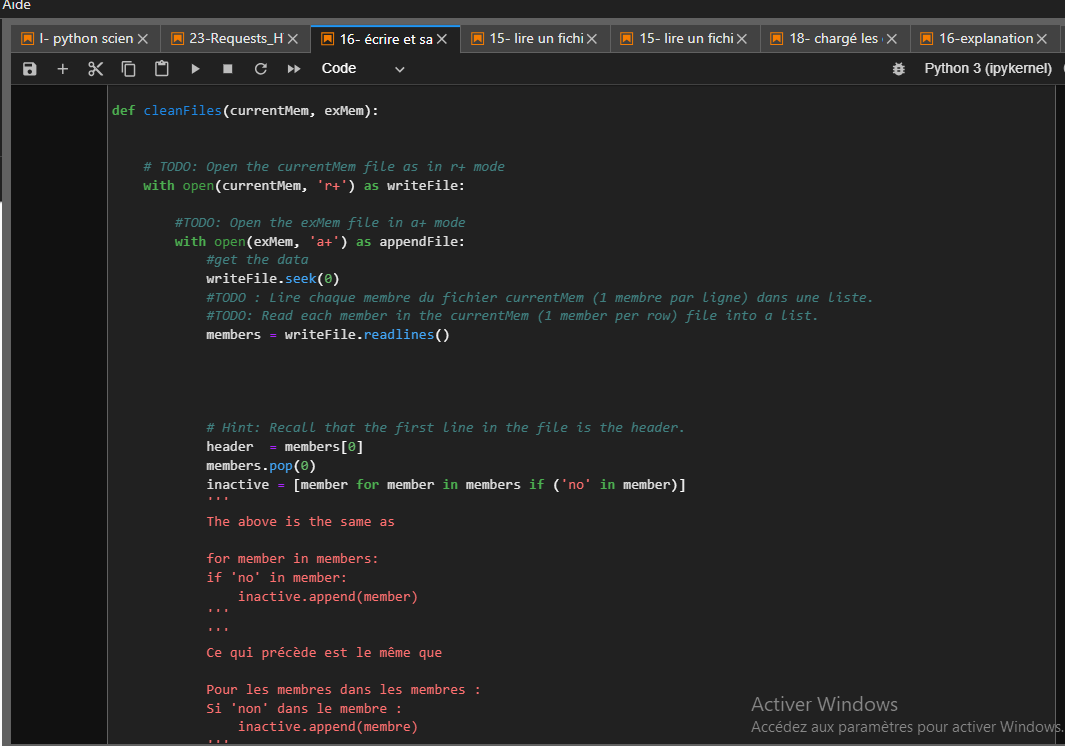 Aide
I- python scien
23-Requests_H
16- écrire et sa
15- lire un fichi
15- lire un fichi
18- chargé les
16-explanation
Code
Python 3 (ipykernel)
def cleanFiles(currentMem, exMem):
# TODO: Open the currentMem file as in r+ mode
with open(currentMem, 'r+') as writeFile:
#TODO: Open the exMem file in a+ mode
with open(exMem, 'a+') as appendFile:
#get the data
writeFile.seek(0)
#TODO : Lire chaque membre du fichier currentMem (1 membre par ligne) dans une liste.
#TODO: Read each member in the currentMem (1 member per row) file into a list.
members = writeFile.readlines()
# Hint: Recall that the first line in the file is the header.
header  = members[0]
members.pop(0)
inactive = [member for member in members if ('no' in member)]
'''
The above is the same as
for member in members:
if 'no' in member:
inactive.append(member)
'''
'''
Ce qui précède est le même que
Pour les membres dans les membres :
Si 'non' dans le membre :
inactive.append(membre)
'''
Activer Windows
Accédez aux paramètres pour activer Windows.